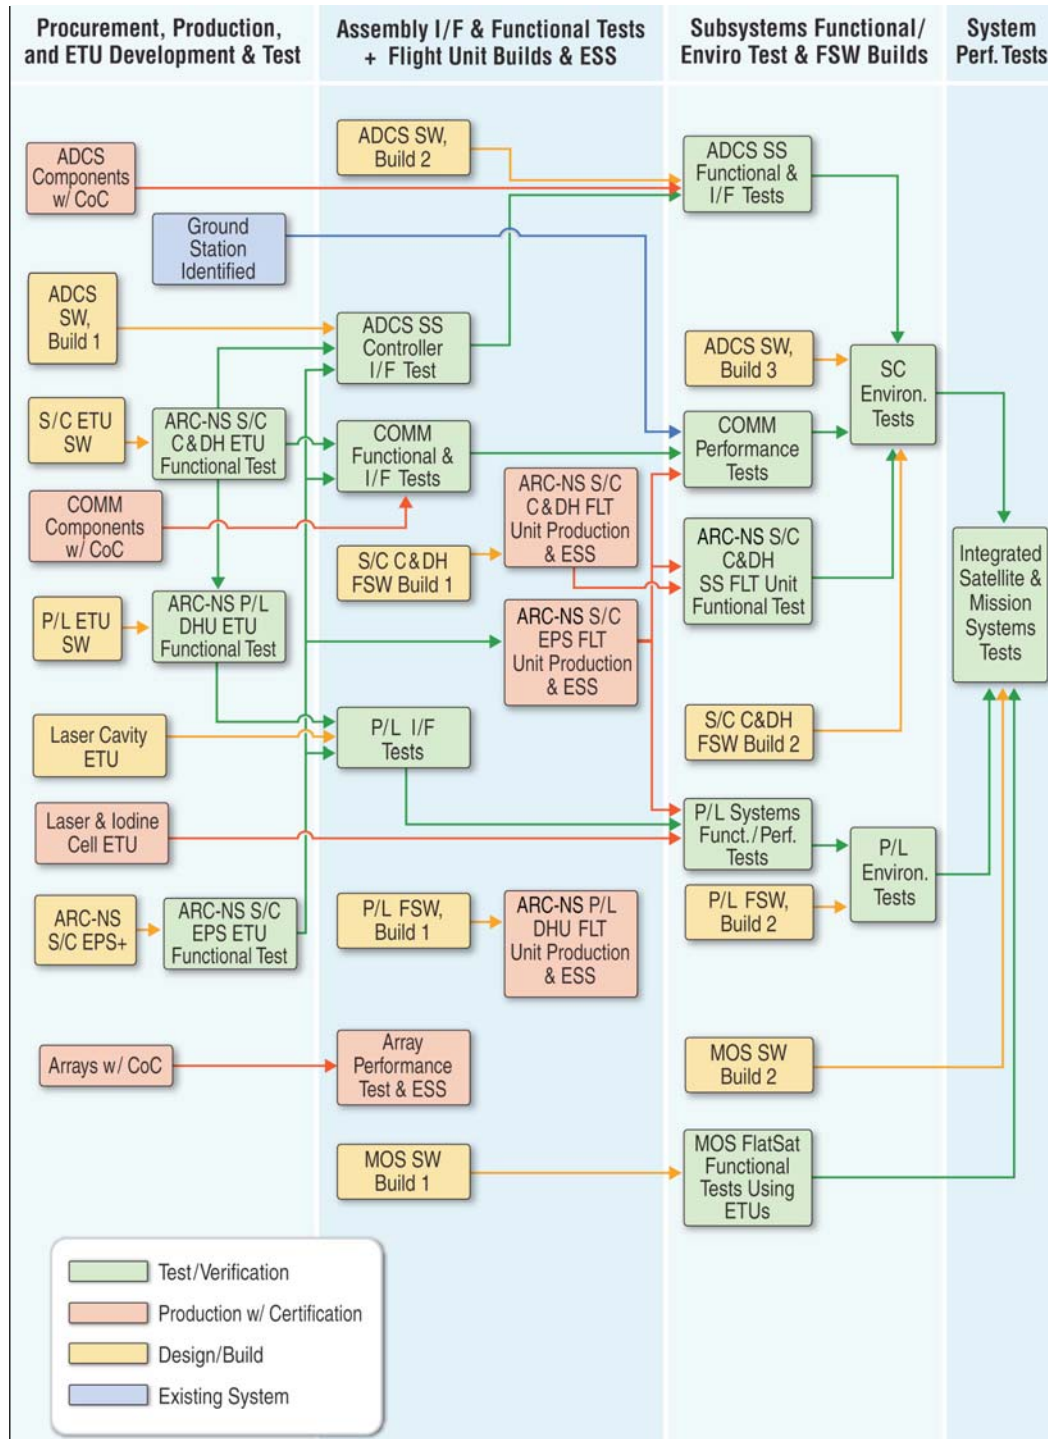 Procurement, Production,
and ETU Development & Test
Assembly I/F & Functional Tests
+ Flight Unit Builds & ESS
Subsystems Functional/
Enviro Test & FSW Builds
System
Perf. Tests
ADCS
Components
w/ CoC
Ground
Station
Identified
ADCS
SW,
Build 1
S/C ETU
SW
ARC-NS S/C
C&DH ETU
Functional Test
COMM
Components
w/ CoC
P/L ETU
SW
ARC-NS P/L
DHU ETU
Functional Test
Laser Cavity
ETU
Laser & Iodine
Cell ETU
ARC-NS
S/C EPS+
ARC-NS S/C
EPS ETU
Functional Test
Arrays w/ CoC
ADCS SW,
Build 2
ADCS SS
Controller
I/F Test
COMM
Functional &
I/F Tests
S/C C&DH
FSW Build 1
ARC-NS S/C
C&DH FLT
Unit Production
& ESS
ARC-NS S/C
EPS FLT
Unit Production
& ESS
P/L I/F
Tests
P/L FSW,
Build 1
ARC-NS P/L
DHU FLT
Unit Production
& ESS
Array
Performance
Test & ESS
MOS SW
Build 1
ADCS SS
Functional &
I/F Tests
ADCS SW,
Build 3
SC
Environ.
Tests
COMM
Performance
Tests
ARC-NS S/C
C&DH
SS FLT Unit
Funtional Test
S/C C&DH
FSW Build 2
P/L Systems
Funct./Perf.
Tests
P/L
Environ.
Tests
P/L FSW,
Build 2
MOS SW
Build 2
MOS FlatSat
Functional
Tests Using
ETUs
Integrated
Satellite &
Mission
Systems
Tests
Test/Verification
Production w/ Certification
Design/Build
Existing System